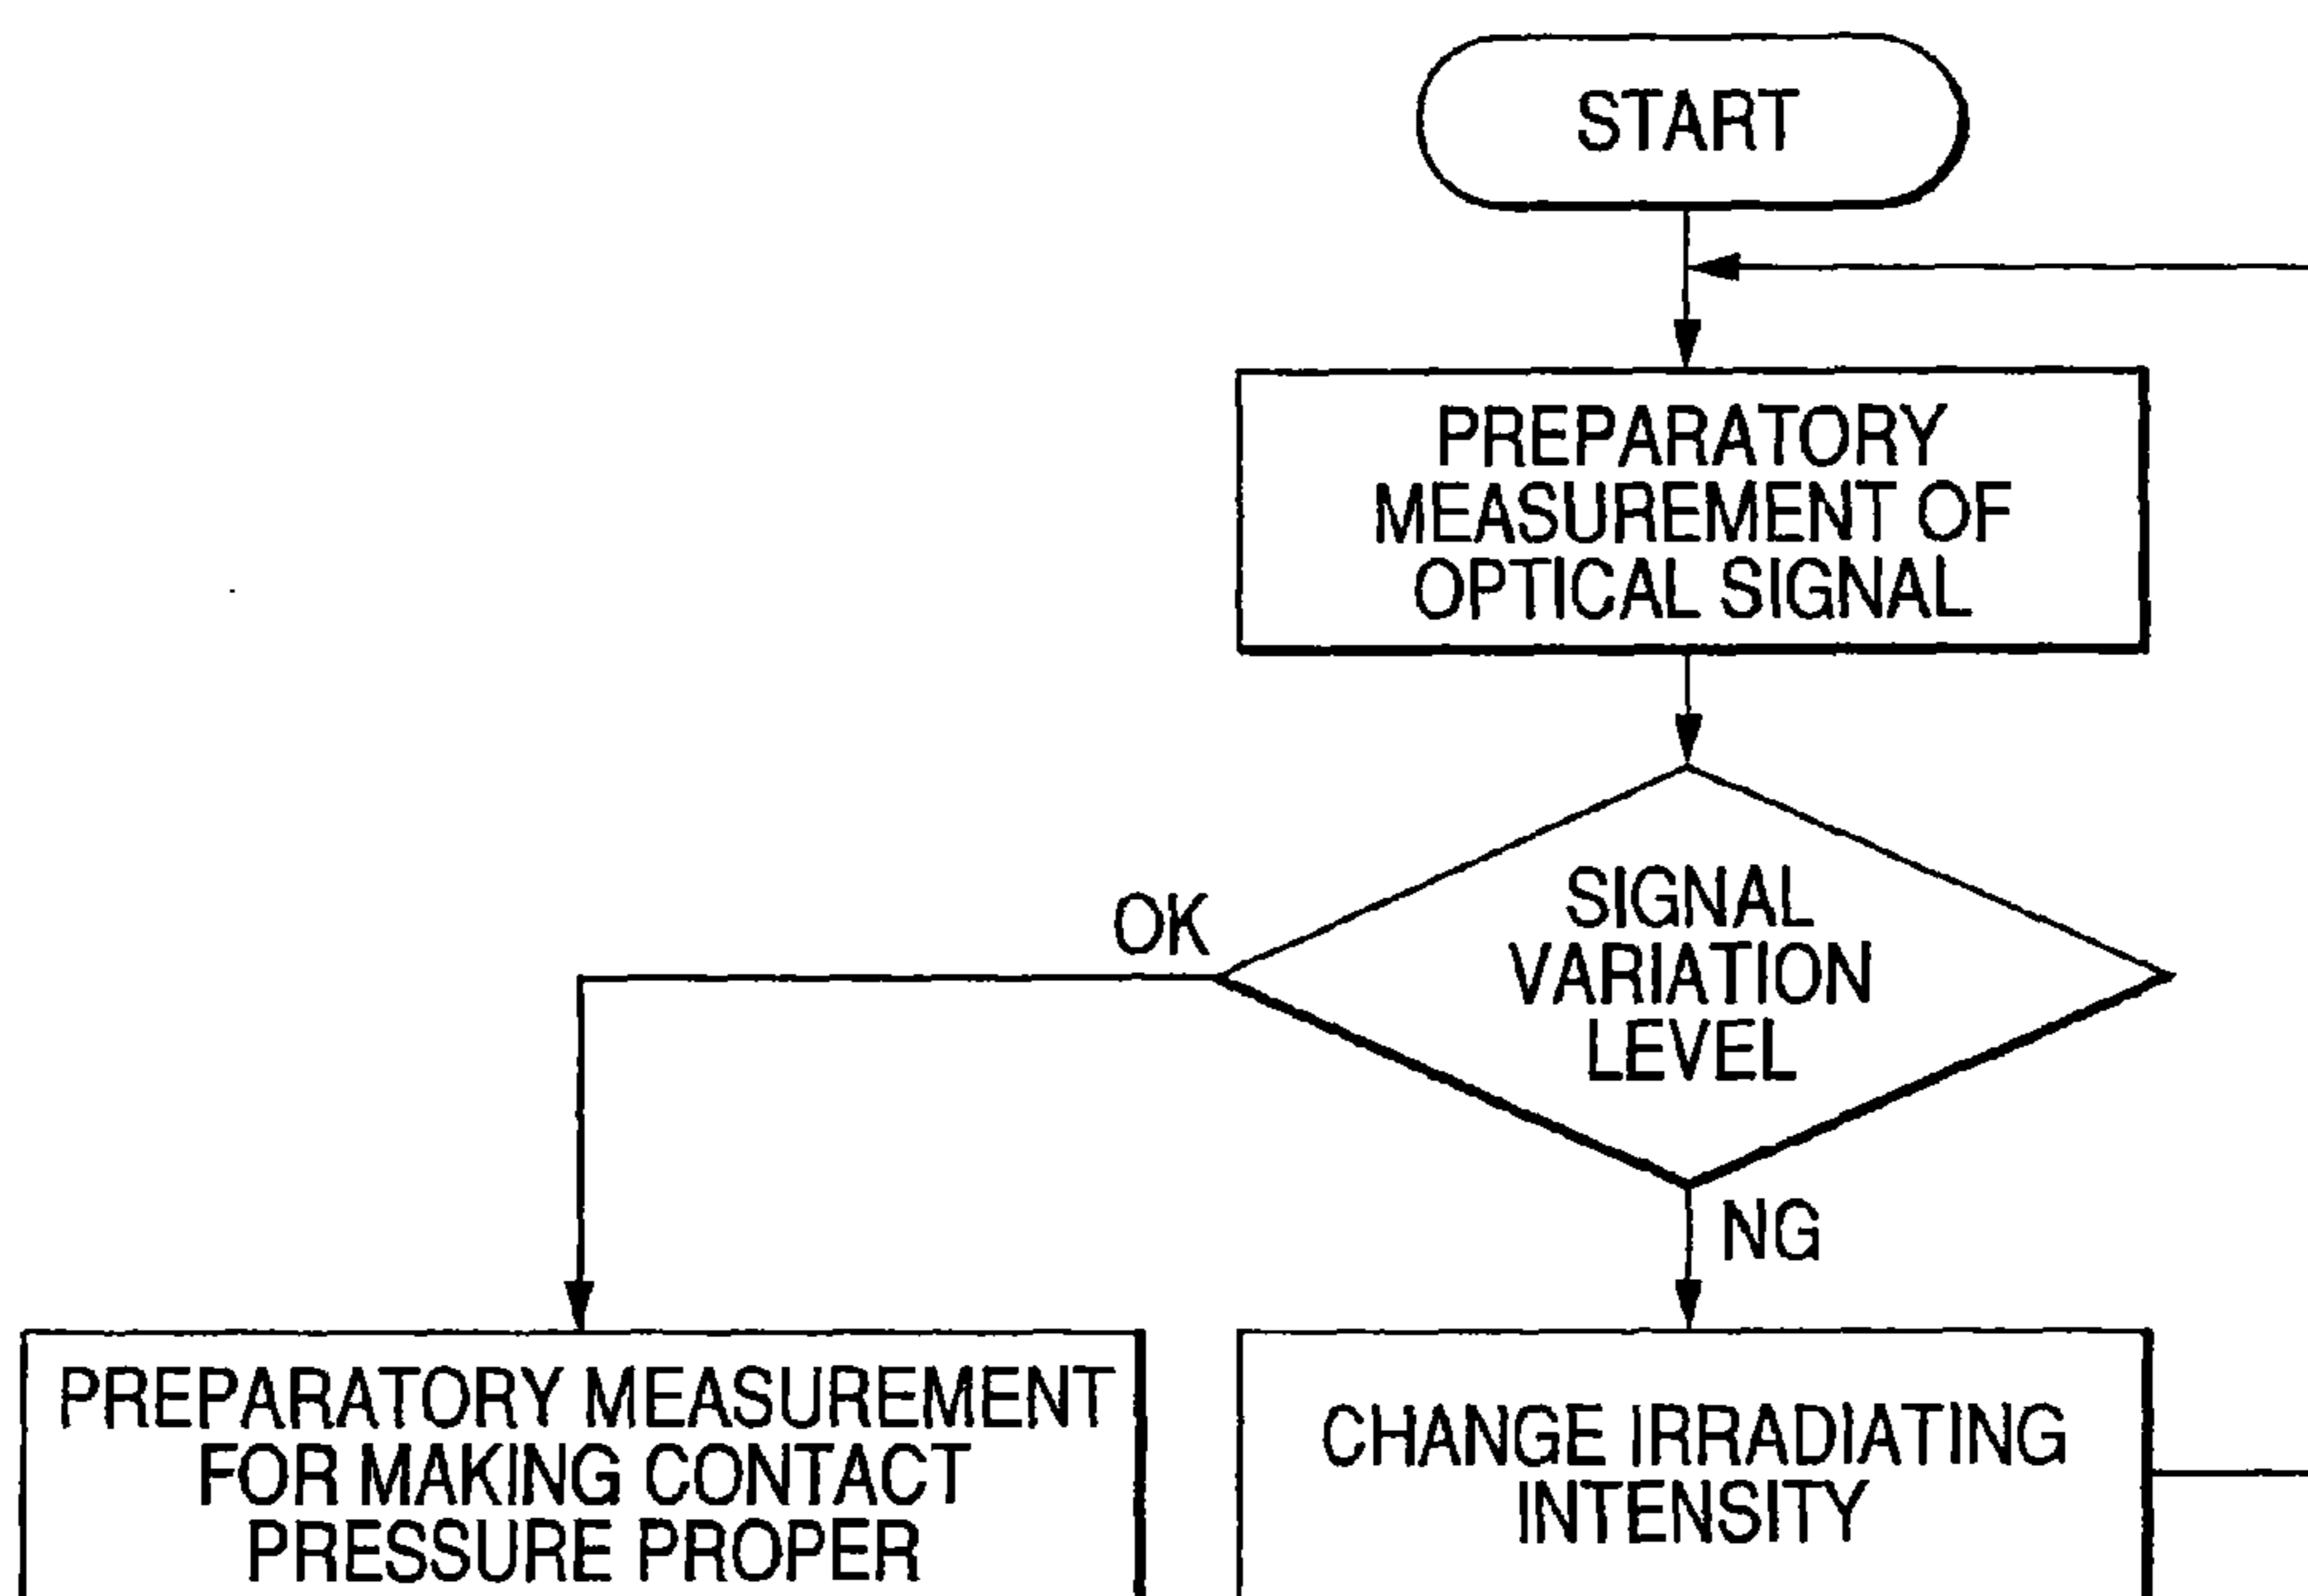 START
PREPARATORY
MEASUREMENT OF
OPTICAL SIGNAL
SIGNAL
VARIATION
LEVEL
OK
NG
PREPARATORY MEASUREMENT
FOR MAKING CONTACT
PRESSURE PROPER
CHANGE IRRADIATING
INTENSITY